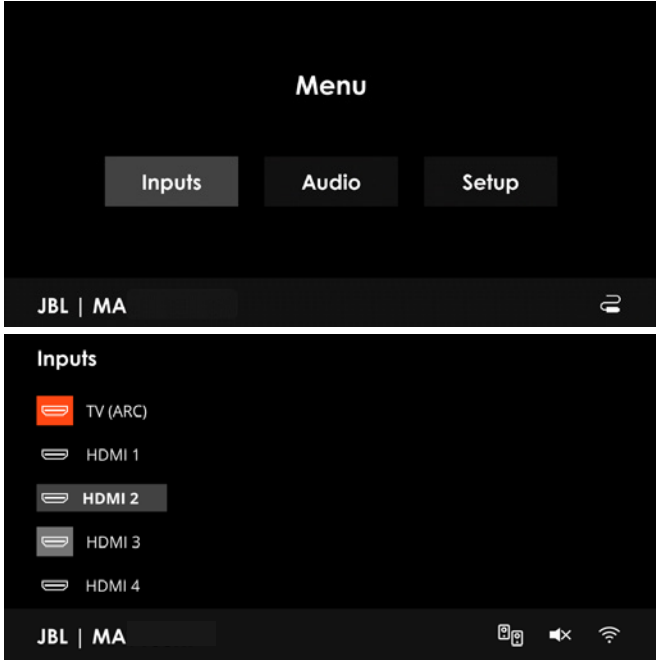 Menu
Inputs Audio Setup
JBL | MA
Inputs
TV (ARC)
HDMI 1
HDMI 2
HDMI 3
HDMI 4
JBL | MA